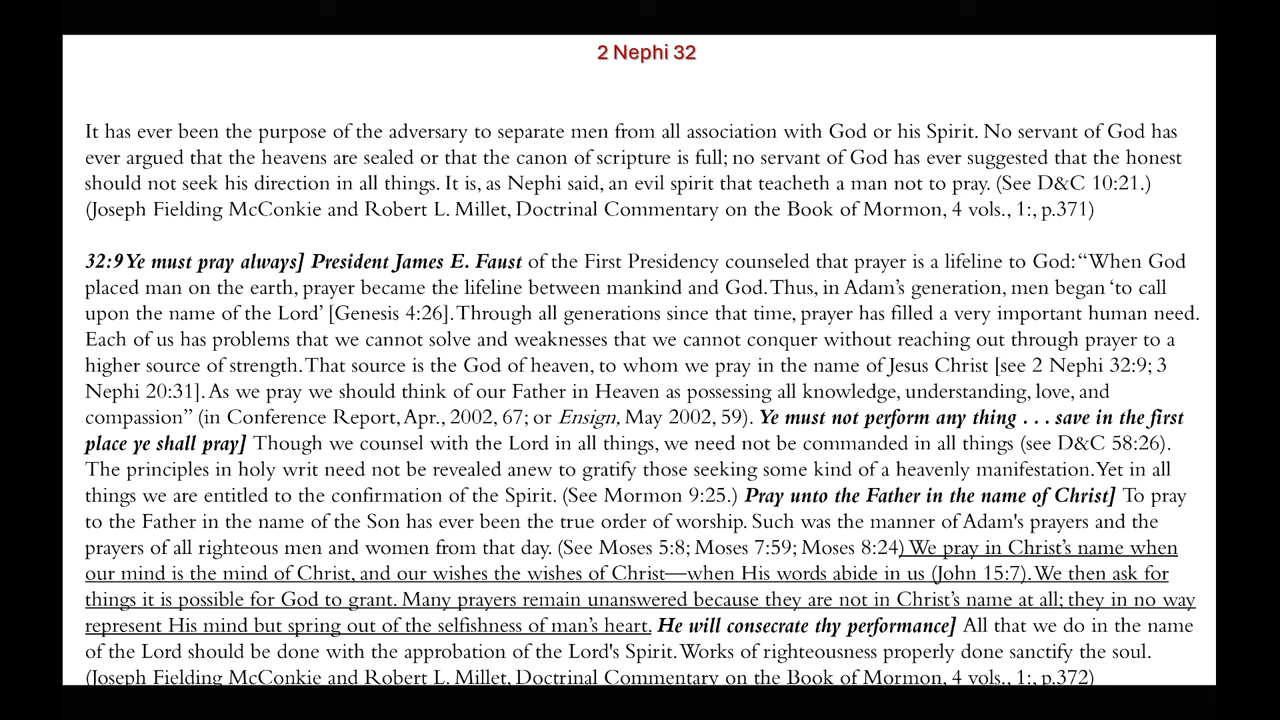 2 Nephi 32
It has ever been the purpose of the adversary to separate men from all association with God or his Spirit. No servant of God has
ever argued that the heavens are sealed or that the canon of scripture is full; no servant of God has ever suggested that the honest
should not seek his direction in all things. It is, as Nephi said, an evil spirit that teacheth a man not to pray. (See D&C 10:21.)
(Joseph Fielding McConkie and Robert L. Millet, Doctrinal Commentary on the Book of Mormon, 4 vols., 1:, p.371)
32:9 Ye must pray always] President James E. Faust of the First Presidency counseled that prayer is a lifeline to God: “When God
placed man on the earth, prayer became the lifeline between mankind and God. Thus, in Adam’s generation, men began ‘to call
upon the name of the Lord’ [Genesis 4:26]. Through all generations since that time, prayer has filled a very important human need.
Each of us has problems that we cannot solve and weaknesses that we cannot conquer without reaching out through prayer to a
higher source of strength. That source is the God of heaven, to whom we pray in the name of Jesus Christ [see 2 Nephi 32:9; 3
Nephi 20:31]. As we pray we should think of our Father in Heaven as possessing all knowledge, understanding, love, and
compassion” (in Conference Report, Apr., 2002, 67; or Ensign, May 2002, 59). Ye must not perform any thing . . . save in the first
place ye shall pray] Though we counsel with the Lord in all things, we need not be commanded in all things (see D&C 58:26).
The principles in holy writ need not be revealed anew to gratify those seeking some kind of a heavenly manifestation. Yet in all
things we are entitled to the confirmation of the Spirit. (See Mormon 9:25.) Pray unto the Father in the name of Christ] To pray
to the Father in the name of the Son has ever been the true order of worship. Such was the manner of Adam's prayers and the
prayers of all righteous men and women from that day. (See Moses 5:8; Moses 7:59; Moses 8:24) We pray in Christ’s name when
our mind is the mind of Christ, and our wishes the wishes of Christ—when His words abide in us (John 15:7). We then ask for
things it is possible for God to grant. Many prayers remain unanswered because they are not in Christ’s name at all; they in no way
represent His mind but spring out of the selfishness of man’s heart. He will consecrate thy performance] All that we do in the name
of the Lord should be done with the approbation of the Lord's Spirit. Works of righteousness properly done sanctify the soul.
(Joseph Fielding McConkie and Robert L. Millet, Doctrinal Commentary on the Book of Mormon, 4 vols., 1:, p.372)